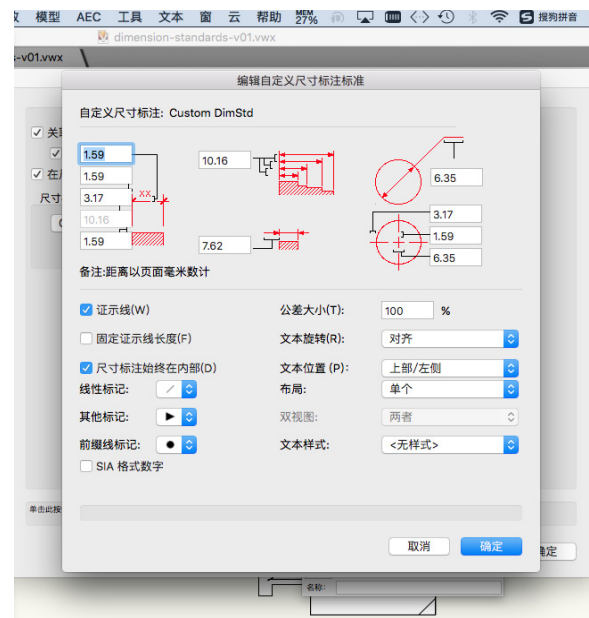 模型 AEC 工具 文本 窗 云 帮助 MEM 27% 搜狗拼音
dimension-standards-v01.vwx
-v01.vwx
编辑自定义尺寸标注标准
自定义尺寸标注: Custom DimStd
1.59
10.16
1.59
6.35
3.17
XX
3.17
10.16
1.59
1.59
7.62
6.35
备注:距离以页面毫米数计
证示线(W)
公差大小(T): 100 %
固定证示线长度(F)
文本旋转(R): 对齐
尺寸标注始终在内部(D)
文本位置 (P): 上部/左侧
线性标记:
布局: 单个
其他标记:
双视图: 两者
前缀线标记:
文本样式: <无样式>
SIA 格式数字
单击此按
取消 确定
名称: